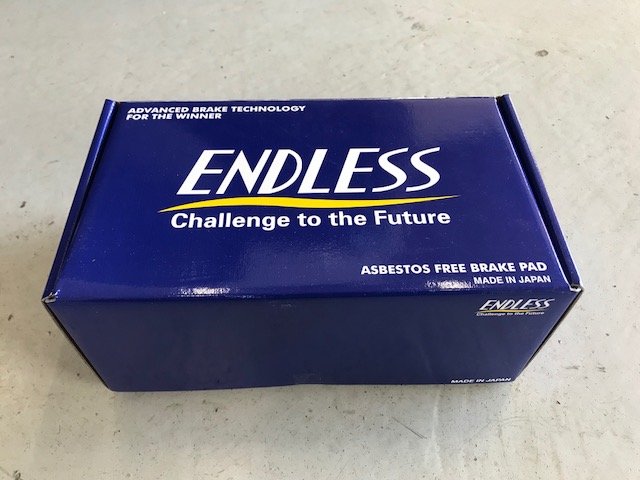 ADVANCED BRAKE TECHNOLOGY
FOR THE WINNER
ENDLESS
Challenge to the Future
ASBESTOS FREE BRAKE PAD
MADE IN JAPAN
ENDLESS
Challenge to the Future
MADE IN JAPAN